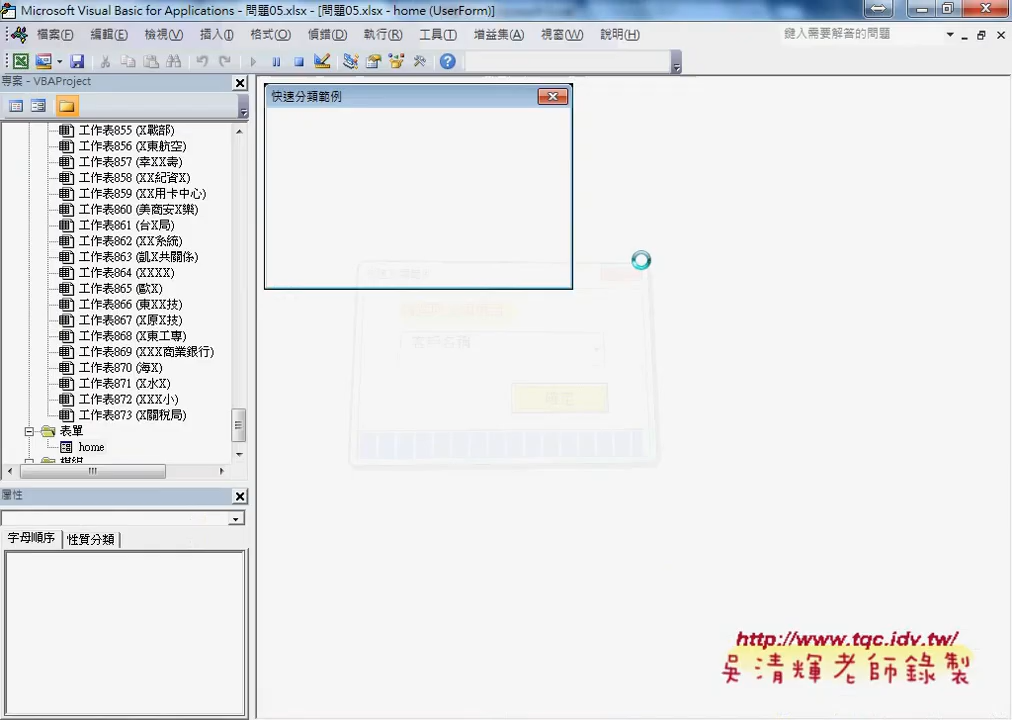 Microsoft Visual Basic for Applications - 問題05.xlsx - [問題05.xlsx - home (UserForm)]
檔案(F) 編輯(E) 檢視(V) 插入(I) 格式(O) 偵錯(D) 執行(R) 工具(T) 增益集(A) 視窗(W) 說明(H) 鍵入需要解答的問題
專案 - VBAProject
工作表855 (X戰部)
工作表856 (X東航空)
工作表857 (幸XX壽)
工作表858 (XX紀資X)
工作表859 (XX用卡中心)
工作表860 (美商安X樂)
工作表861 (台X局)
工作表862 (XX系統)
工作表863 (凱X共關係)
工作表864 (XXXX)
工作表865 (歐X)
工作表866 (東XX技)
工作表867 (X原X技)
工作表868 (X東工專)
工作表869 (XXX商業銀行)
工作表870 (海X)
工作表871 (X水X)
工作表872 (XXX小)
工作表873 (X關稅局)
表單
home
模組
快速分類範例
客戶名稱
確定
屬性
字母順序 性質分類
http://www.tqc.idv.tw/
吳清輝老師錄製